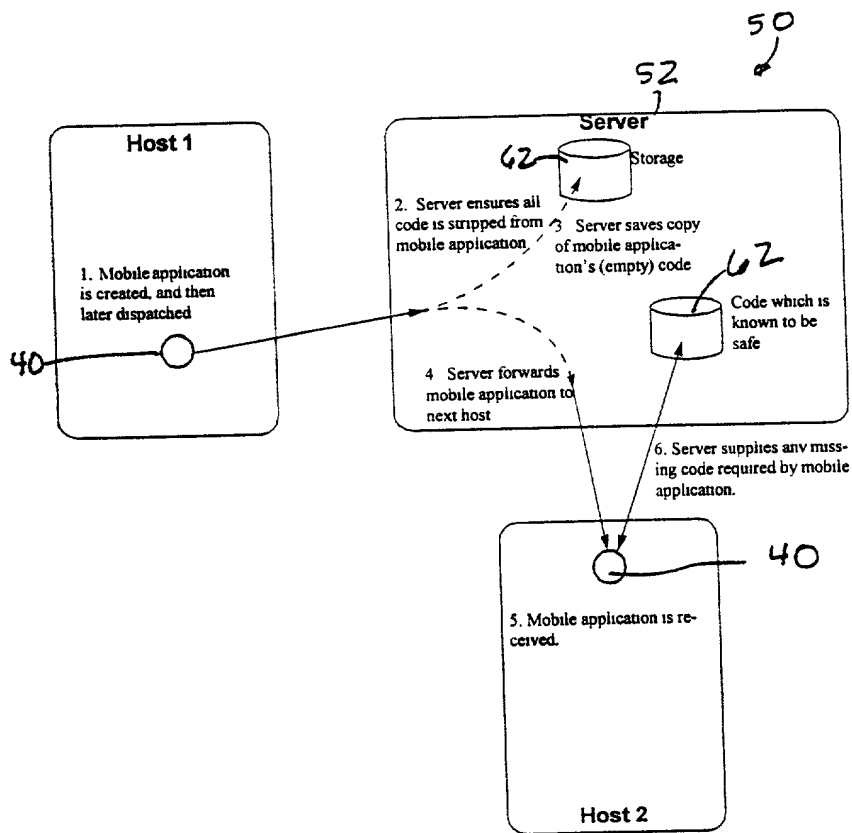 50
52
Host 1
Server
62
Storage
2. Server ensures all
code is stripped from
mobile application
3 Server saves copy
of mobile applica-
tion's (empty) code
1. Mobile application
is created, and then
later dispatched
62
Code which is
known to be
safe
40
4 Server forwards
mobile application to
next host
6. Server supplies any miss-
ing code required by mobile
application.
40
5. Mobile application is re-
ceived.
Host 2